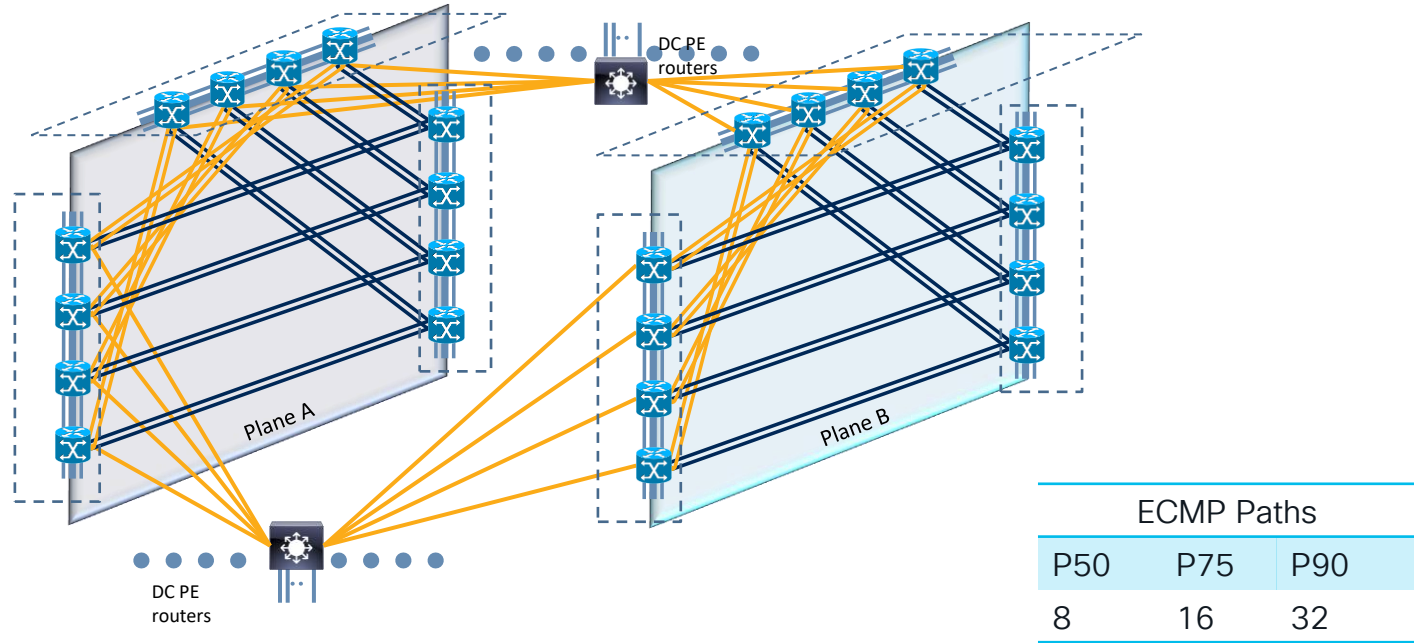 DC PE
routers
Plane A
Plane B
DC PE
routers
ECMP Paths
P50 P75 P90
8 16 32